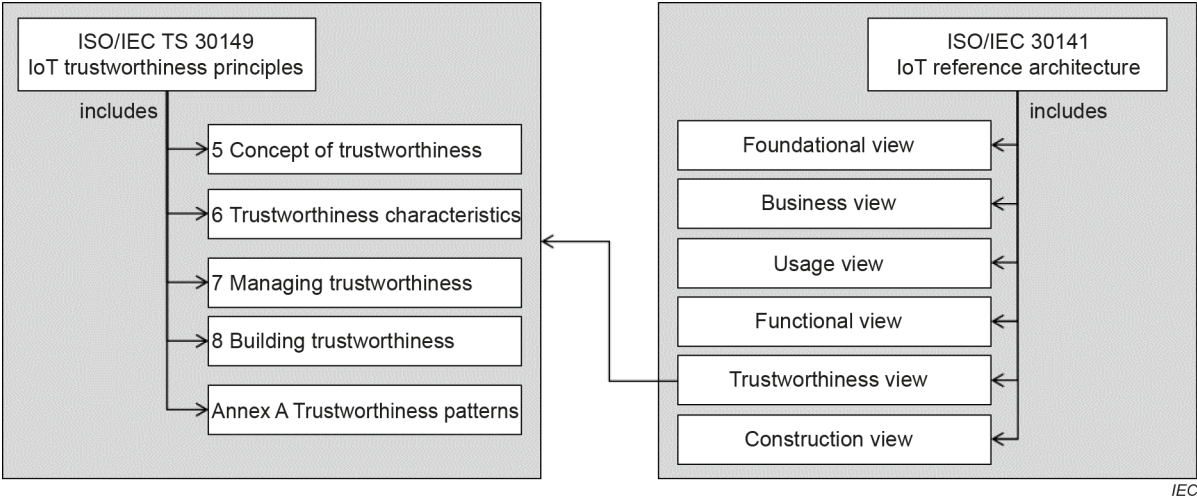 ISO/IEC TS 30149
IoT trustworthiness principles
includes
5 Concept of trustworthiness
6 Trustworthiness characteristics
7 Managing trustworthiness
8 Building trustworthiness
Annex A Trustworthiness patterns
ISO/IEC 30141
IoT reference architecture
includes
Foundational view
Business view
Usage view
Functional view
Trustworthiness view
Construction view
IEC